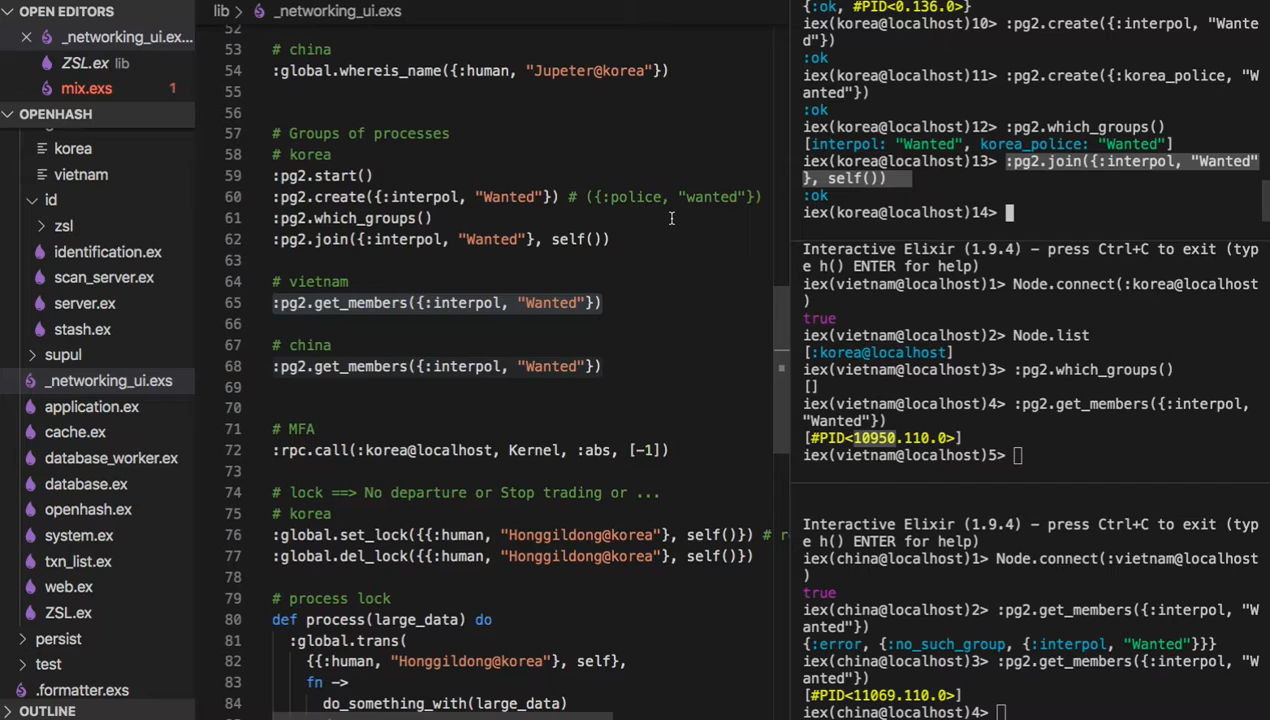 OPEN EDITORS
_networking_ui.ex...
ZSL.ex lib
mix.exs 1
OPENHASH
korea
vietnam
id
zsl
identification.ex
scan_server.ex
server.ex
stash.ex
supul
_networking_ui.exs
application.ex
cache.ex
database_worker.ex
database.ex
openhash.ex
system.ex
txn_list.ex
web.ex
ZSL.ex
persist
test
.formatter.exs
OUTLINE
lib > _networking_ui.exs
52
53 # china
54 :global.whereis_name({:human, "Jupeter@korea"})
55
56
57 # Groups of processes
58 # korea
59 :pg2.start()
60 :pg2.create({:interpol, "Wanted"}) # ({:police, "wanted"})
61 :pg2.which_groups()
62 :pg2.join({:interpol, "Wanted"}, self())
63
64 # vietnam
65 :pg2.get_members({:interpol, "Wanted"})
66
67 # china
68 :pg2.get_members({:interpol, "Wanted"})
69
70
71 # MFA
72 :rpc.call(:korea@localhost, Kernel, :abs, [-1])
73
74 # lock ==> No departure or Stop trading or ...
75 # korea
76 :global.set_lock({{:human, "Honggildong@korea"}, self()}) # r
77 :global.del_lock({{:human, "Honggildong@korea"}, self()})
78
79 # process lock
80 def process(large_data) do
81 :global.trans(
82 {{:human, "Honggildong@korea"}, self},
83 fn ->
84 do_something_with(large_data)
{:ok, #PID<0.136.0>}
iex(korea@localhost)10> :pg2.create({:interpol, "Wante
d"})
:ok
iex(korea@localhost)11> :pg2.create({:korea_police, "W
anted"})
:ok
iex(korea@localhost)12> :pg2.which_groups()
[interpol: "Wanted", korea_police: "Wanted"]
iex(korea@localhost)13> :pg2.join({:interpol, "Wanted"
}, self())
:ok
iex(korea@localhost)14>
Interactive Elixir (1.9.4) - press Ctrl+C to exit (typ
e h() ENTER for help)
iex(vietnam@localhost)1> Node.connect(:korea@localhost
)
true
iex(vietnam@localhost)2> Node.list
[:korea@localhost]
iex(vietnam@localhost)3> :pg2.which_groups()
[]
iex(vietnam@localhost)4> :pg2.get_members({:interpol,
"Wanted"})
[#PID<10950.110.0>]
iex(vietnam@localhost)5>
Interactive Elixir (1.9.4) - press Ctrl+C to exit (typ
e h() ENTER for help)
iex(china@localhost)1> Node.connect(:vietnam@localhost
)
true
iex(china@localhost)2> :pg2.get_members({:interpol, "W
anted"})
{:error, {:no_such_group, {:interpol, "Wanted"}}}
iex(china@localhost)3> :pg2.get_members({:interpol, "W
anted"})
[#PID<11069.110.0>]
iex(china@localhost)4>